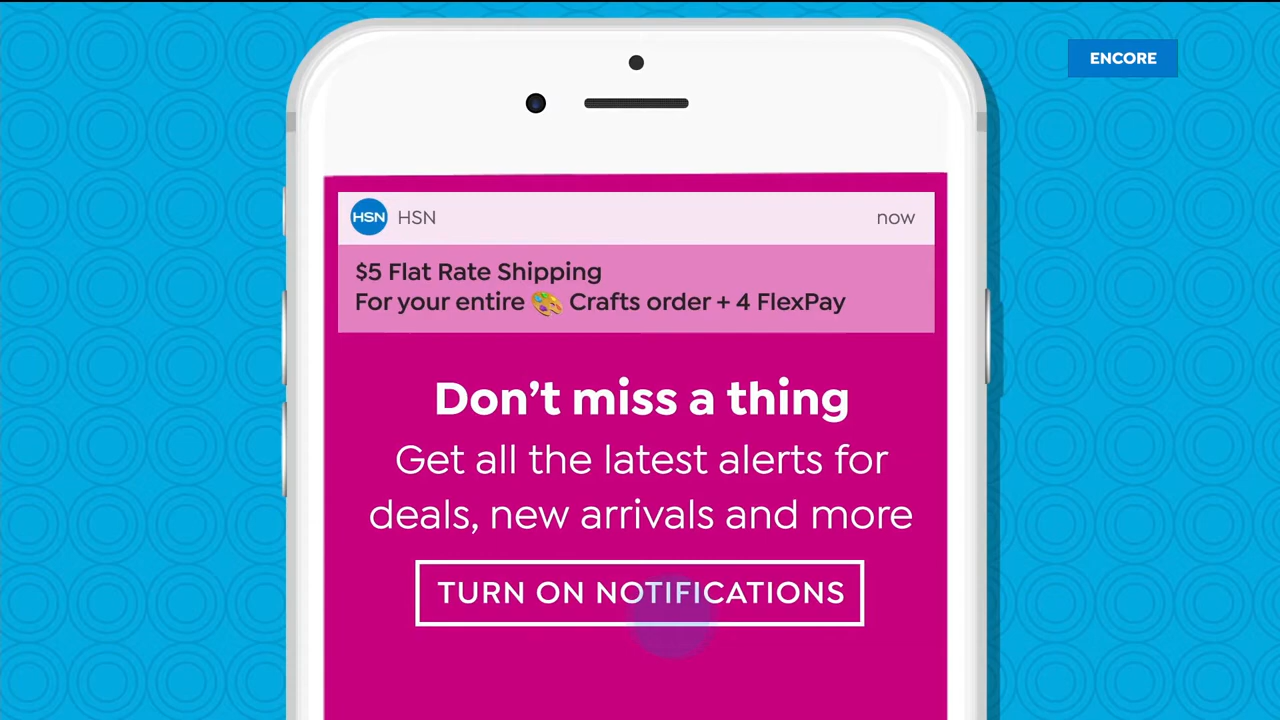 ENCORE
HSN HSN now
$5 Flat Rate Shipping
For your entire 🎨 Crafts order + 4 FlexPay
Don't miss a thing
Get all the latest alerts for
deals, new arrivals and more
TURN ON NOTIFICATIONS